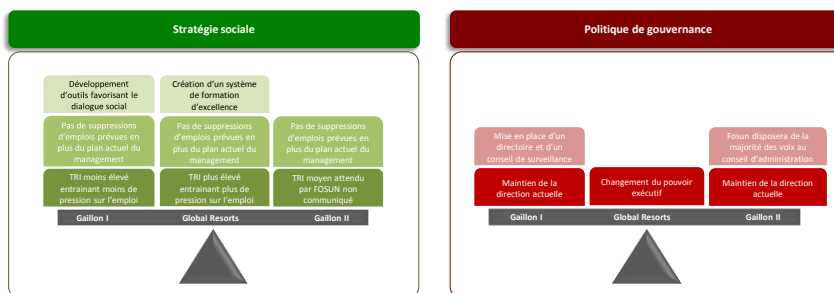 Stratégie sociale
Développement
d'outils favorisant le
dialogue social
Création d'un système
de formation
d'excellence
Pas de suppressions
d'emplois prévues en
plus du plan actuel du
management
Pas de suppressions
d'emplois prévues en
plus du plan actuel du
management
Pas de suppressions
d'emplois prévues en
plus du plan actuel du
management
TRI moins élevé
entrainant moins de
pression sur l'emploi
TRI plus élevé
entrainant plus de
pression sur l'emploi
TRI moyen attendu
par FOSUN non
communiqué
Gaillon I
Global Resorts
Gaillon II
Politique de gouvernance
Mise en place d'un
directoire et d'un
conseil de surveillance
Fosun disposera de la
majorité des voix au
conseil d'administration
Maintien de la
direction actuelle
Changement du pouvoir
exécutif
Maintien de la direction
actuelle
Gaillon I
Global Resorts
Gaillon II